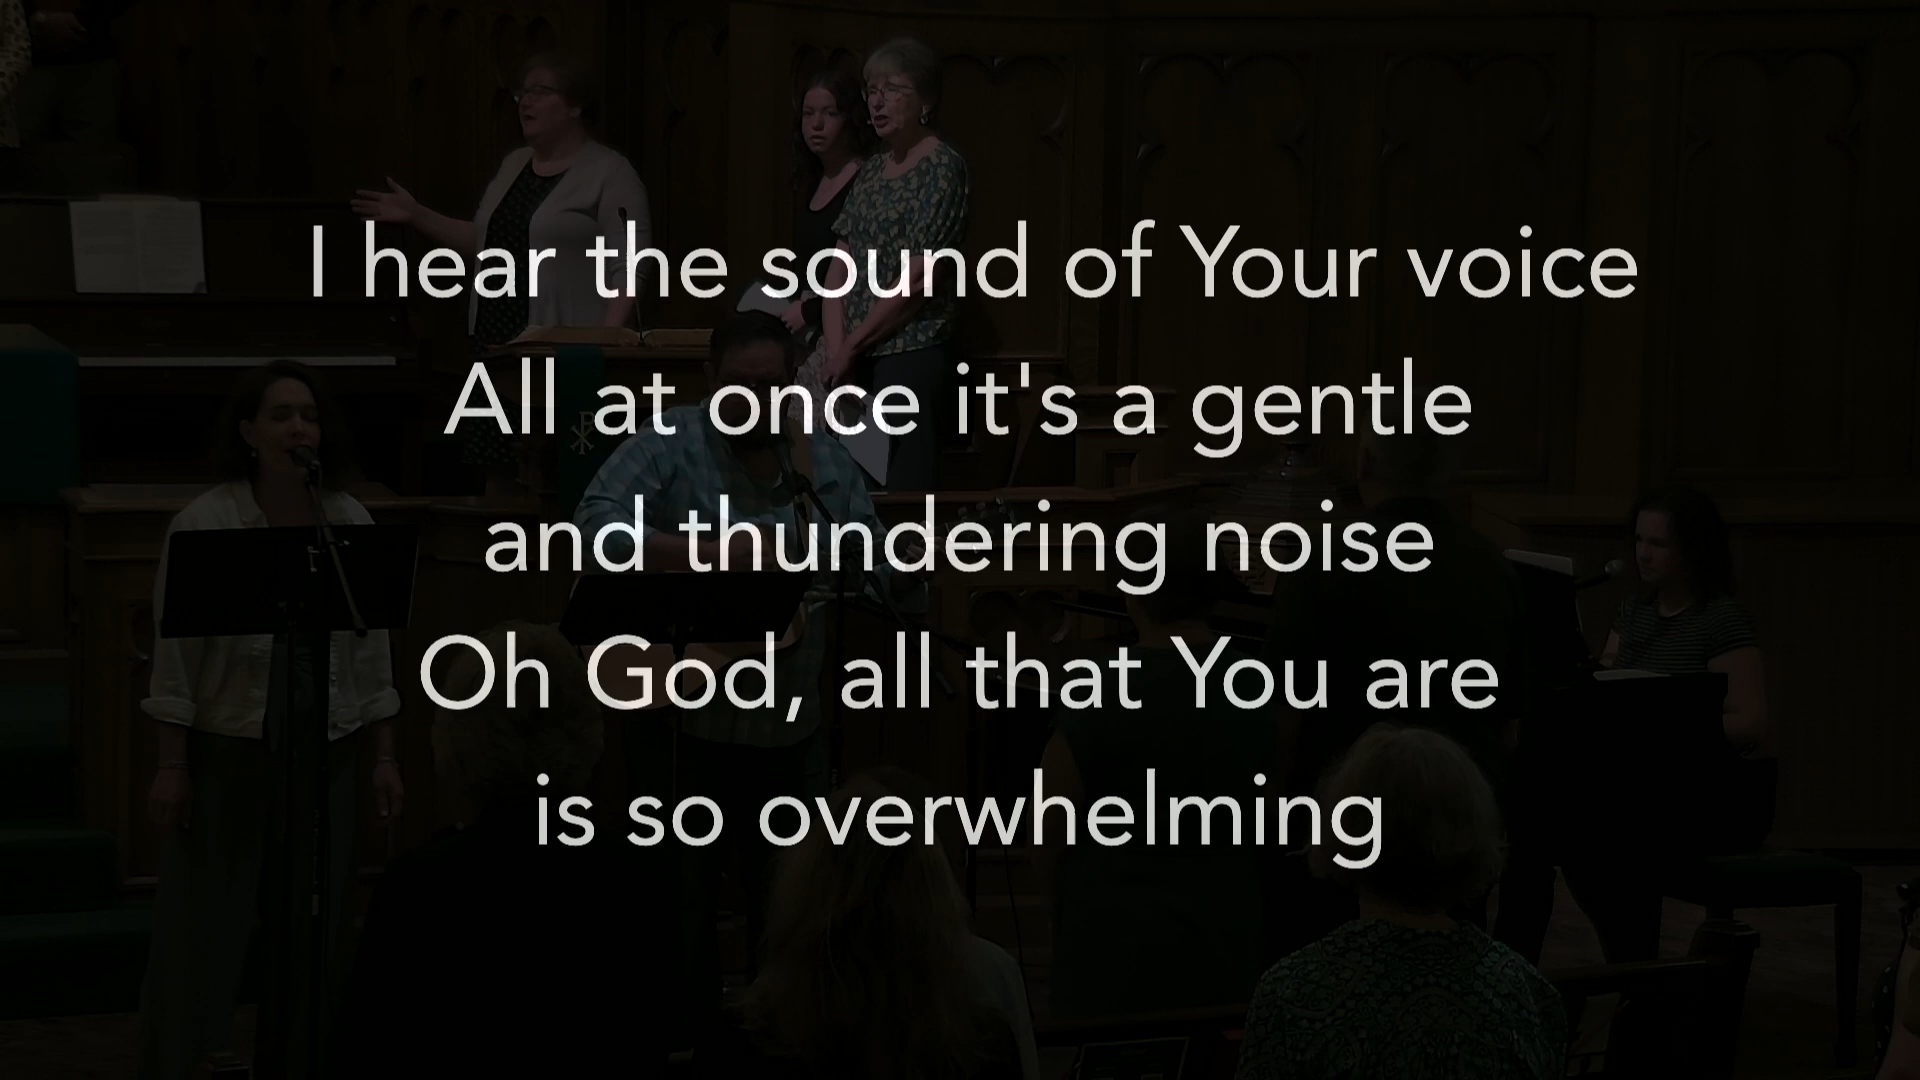 I hear the sound of Your voice
All at once it's a gentle
and thundering noise
Oh God, all that You are
is so overwhelming